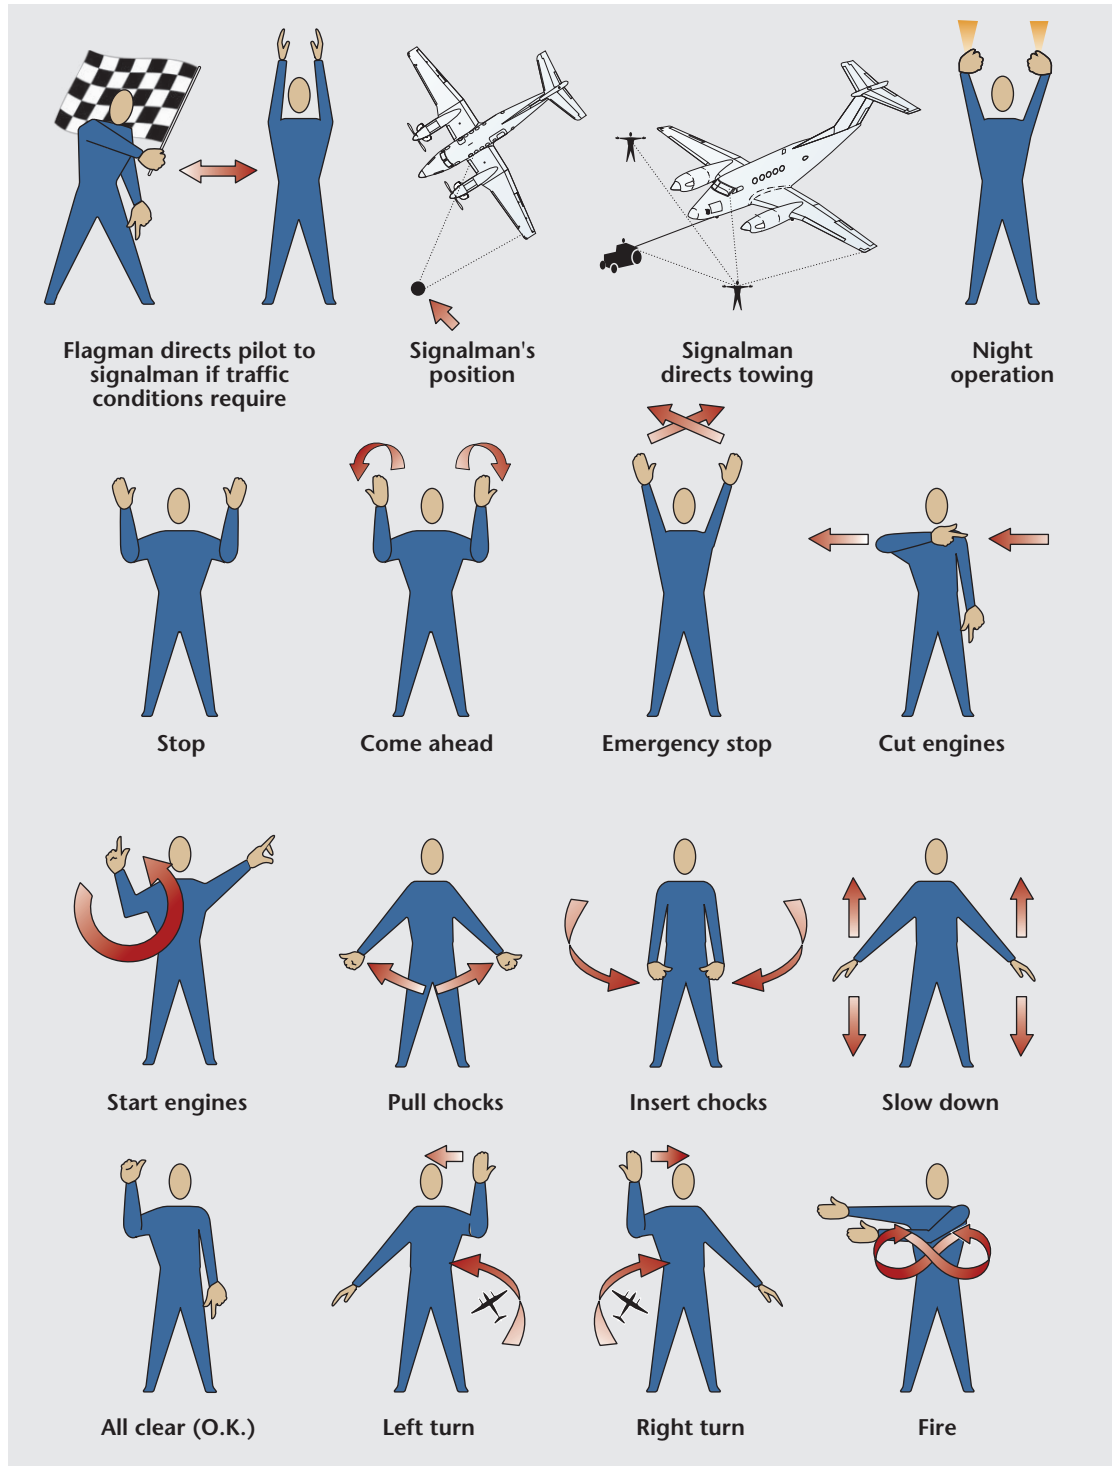 Flagman directs pilot to
signalman if traffic
conditions require
Signalman's
position
Signalman
directs towing
Night
operation
Stop
Come ahead
Emergency stop
Cut engines
Start engines
Pull chocks
Insert chocks
Slow down
All clear (O.K.)
Left turn
Right turn
Fire